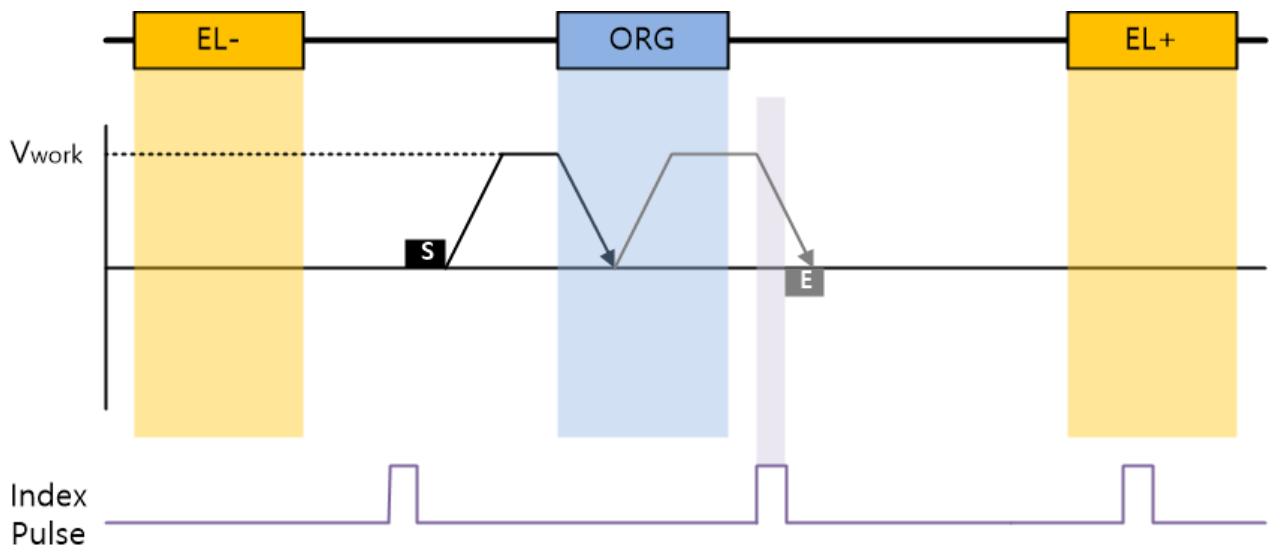 EL-
ORG
EL+
Vwork
S
E
Index
Pulse